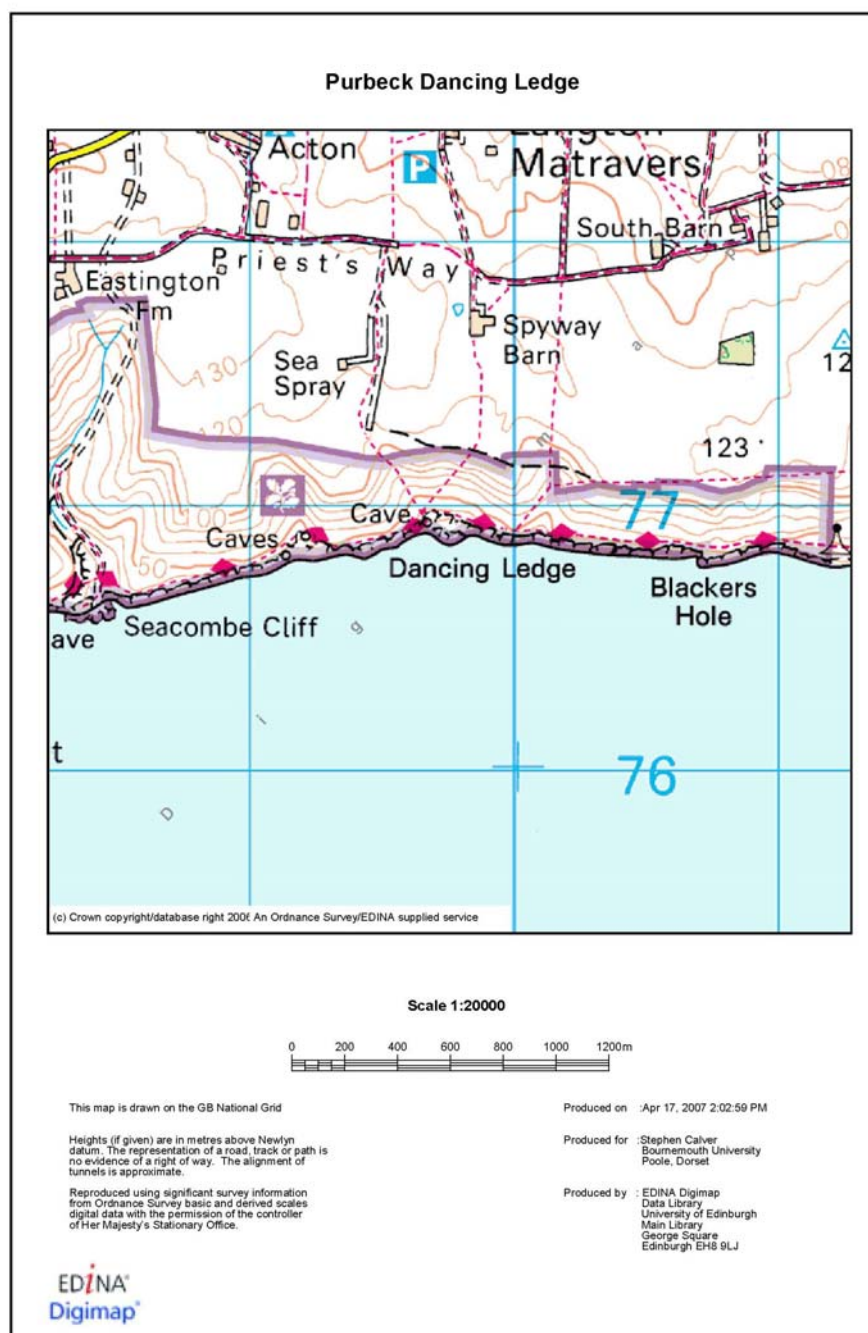 Purbeck Dancing Ledge
Acton
P
Langton
Matravers
South Barn
Priest's Way
Eastington
Fm
Spyway
Barn
Sea
Spray
130
120
12
08
123
77
100
50
Cave
Caves
Dancing Ledge
Blackers
Hole
ave
Seacombe Cliff
t
76
D i g m a p
(c) Crown copyright/database right 2006 An Ordnance Survey/EDINA supplied service
Scale 1:20000
0 200 400 600 800 1000 1200m
This map is drawn on the GB National Grid
Heights (if given) are in metres above Newlyn
datum. The representation of a road, track or path is
no evidence of a right of way. The alignment of
tunnels is approximate.
Reproduced using significant survey information
from Ordnance Survey basic and derived scales
digital data with the permission of the controller
of Her Majesty's Stationary Office.
Produced on :Apr 17, 2007 2:02:59 PM
Produced for :Stephen Calver
Bournemouth University
Poole, Dorset
Produced by : EDINA Digimap
Data Library
University of Edinburgh
Main Library
George Square
Edinburgh EH8 9LJ
EDiNA®
Digimap®